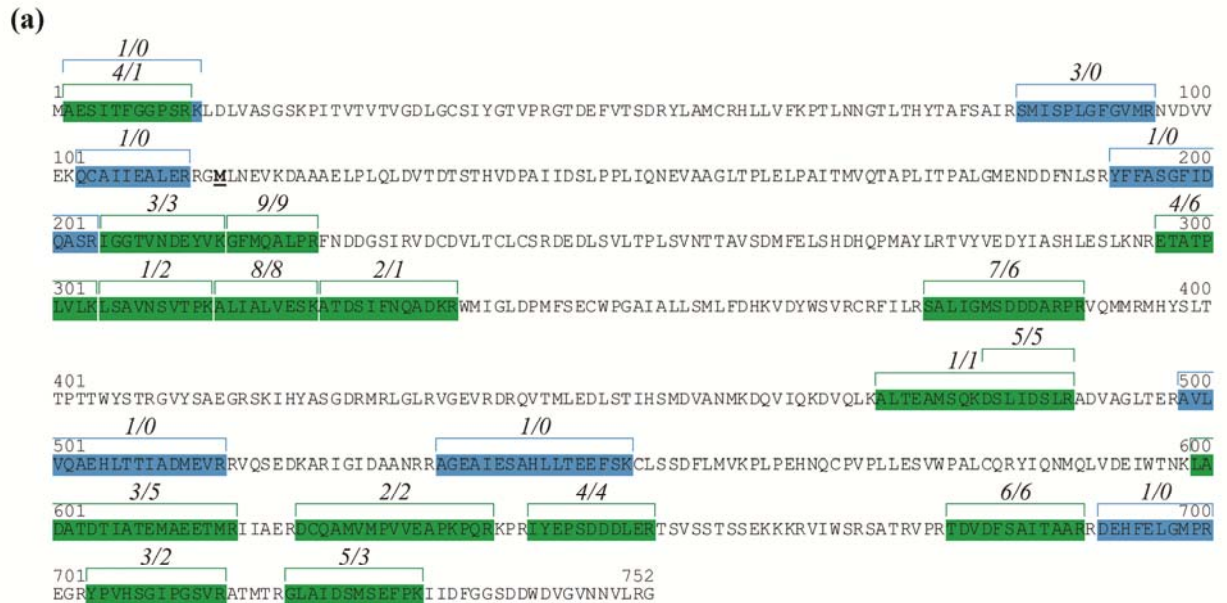 (a)
1/0
4/1 3/0
1 100
MAESITFGGPSRKLDLVASGSKPITVTVTVGDLGCSIYGTVPRGTDEFVTSDRYLAMCRHLLVFKPTLNNGTLTHYTAFSAIRSMISPLGFGVMRNVDVV
1/0 1/0
101 200
EKQCAIIEALERRGMLNEVKDAAAELPLQLDVTDTSTHVDPAIIDSLPPLIQNEVAAGLTPLELPAITMVQTAPLITPALGMENDDFNLSRYFFASGFID
3/3 9/9 4/6
201 300
QASRIGGTVNDEYVKGFMQALPRFNDDGSIRVDCDVLTCLCSRDEDLSVLTPLSVNTTAVSDMFELSHDHQPMAYLRTVYVEDYIASHLESLKNRETATP
1/2 8/8 2/1 7/6
301 400
LVLKLSAVNSVTPKALIALVESKATDSIFNQADKRWMIGLDPMFSECWPGAIALLSMLFDHKVDYWSVRCRFILRSALIGMSDDDARPRVQMMRMHYSLT
5/5
1/1
401 500
TPTTWYSTRGVYSAEGRSKIHYASGDRMRLGLRVGEVRDRQVTMLEDLSTIHSMDVANMKDQVIQKDVQLKALTEAMSQKDSLIDSLRADVAGLTERAVL
1/0 1/0
501 600
VQAEHLTTIADMEVRRVQSEDKARIGIDAANRRAGEAIESAHLLTEEFSKCLSSDFLMVKPLPEHNQCPVPLLESVWPALCQRYIQNMQLVDEIWTNKLA
3/5 2/2 4/4 6/6 1/0
601 700
DATDTIATEMAEETMRIIAERDCQAMVMPVVEAPKPQRKPRIYEPSDDDLERTSVSSTSSEKKKKRVIWSRSATRVPRTDVDFSAITAARRDEHFELGMPR
3/2 5/3
701 752
EGRYPVHSGIPGSVRATMTRGLAIDSMSEFPKIIDFGGSDDWDVGVNNVLRG